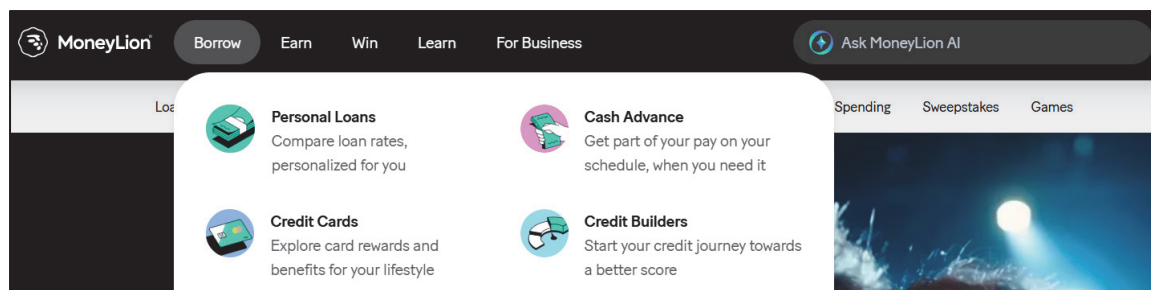 MoneyLion Borrow Earn Win Learn For Business Ask MoneyLion AI
Loa Spending Sweepstakes Games
Personal Loans
Compare loan rates,
personalized for you
Cash Advance
Get part of your pay on your
schedule, when you need it
Credit Cards
Explore card rewards and
benefits for your lifestyle
Credit Builders
Start your credit journey towards
a better score